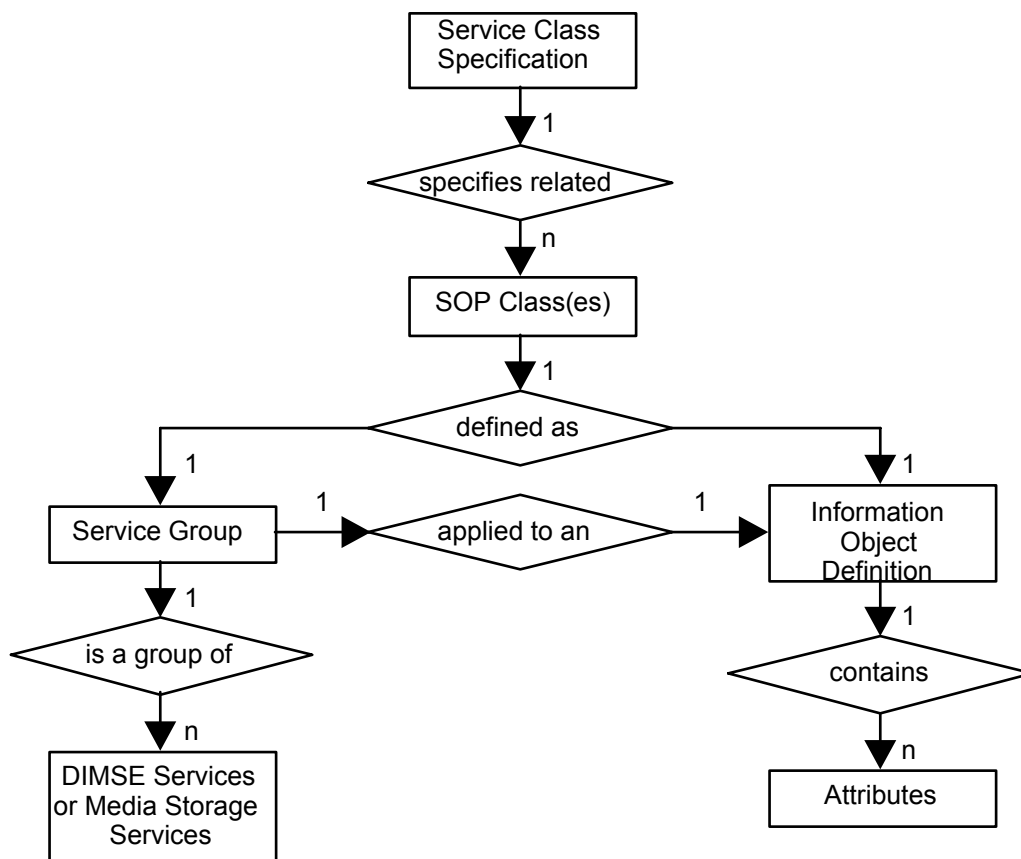 Service Class
Specification
1
specifies related
n
SOP Class(es)
1
defined as
1
1
Service Group
1
applied to an
1
Information
Object
Definition
1
1
is a group of
contains
n
n
DIMSE Services
or Media Storage
Services
Attributes